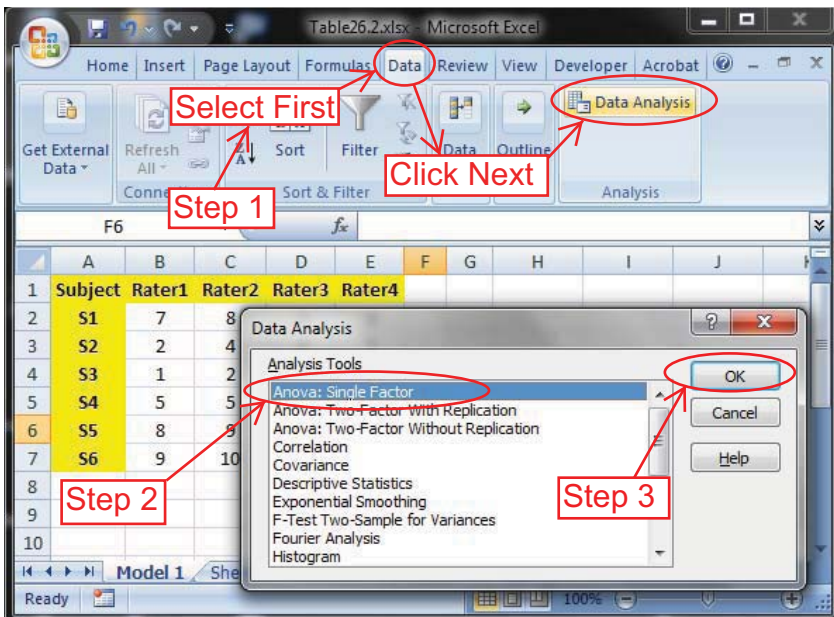 Table26.2.xlsx - Microsoft Excel
Home Insert Page Layout Formulas Data Review View Developer Acrobat
Select First
Data Analysis
Get External Data
Refresh All
Sort
Filter
Data
Outline
Click Next
Step 1
Sort & Filter
Analysis
F6
fx
A B C D E F G H I J
1 Subject Rater1 Rater2 Rater3 Rater4
2 S1 7 8
3 S2 2 4
4 S3 1 2
5 S4 5 5
6 S5 8 9
7 S6 9 10
8
9
10
Data Analysis
Analysis Tools
Anova: Single Factor
Anova: Two-Factor With Replication
Anova: Two-Factor Without Replication
Correlation
Covariance
Descriptive Statistics
Exponential Smoothing
F-Test Two-Sample for Variances
Fourier Analysis
Histogram
OK
Cancel
Help
Step 2
Step 3
Model 1
Ready
100%